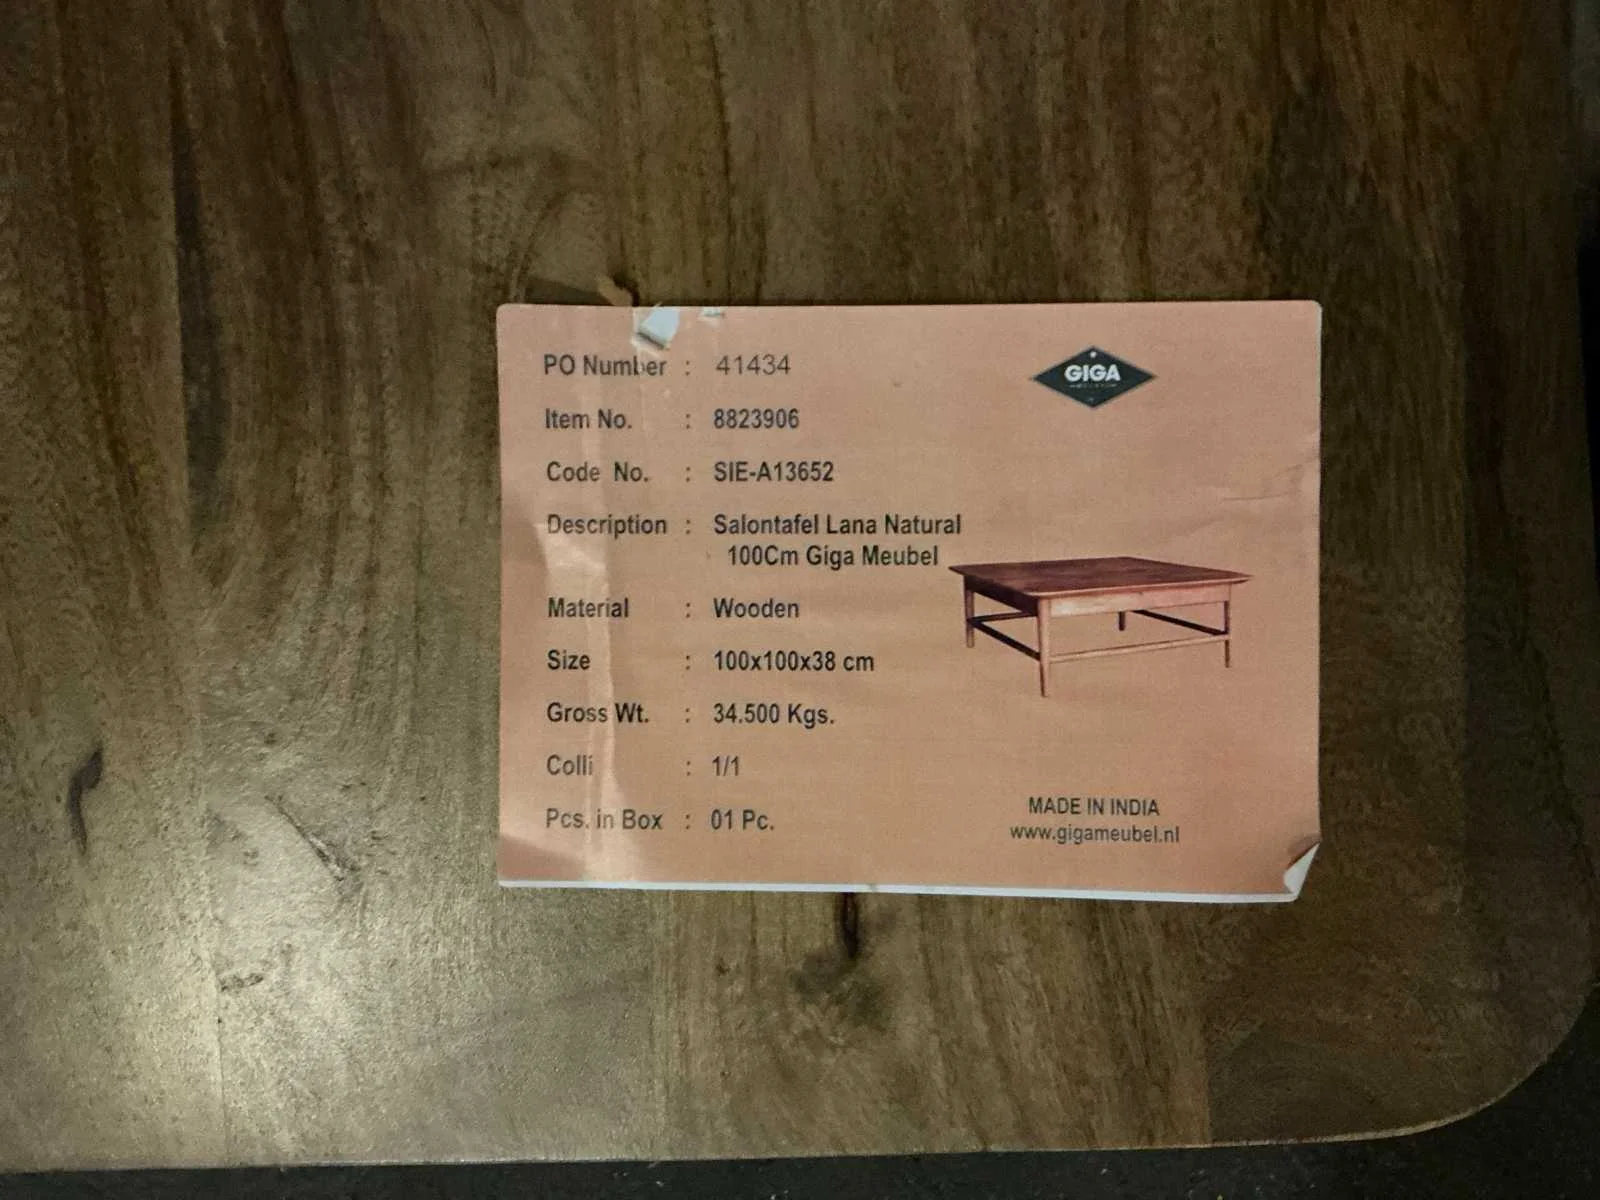 PO Number : 41434
GIGA
Item No. : 8823906
Code No. : SIE-A13652
Description : Salontafel Lana Natural
100Cm Giga Meubel
Material : Wooden
Size : 100x100x38 cm
Gross Wt. : 34.500 Kgs.
Colli : 1/1
Pcs. in Box : 01 Pc.
MADE IN INDIA
www.gigameubel.nl